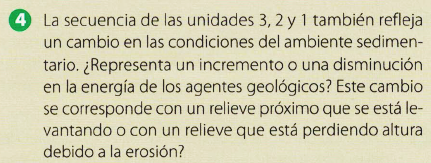 4 La secuencia de las unidades 3, 2 y 1 también refleja
un cambio en las condiciones del ambiente sedimen-
tario. ¿Representa un incremento o una disminución
en la energía de los agentes geológicos? Este cambio
se corresponde con un relieve próximo que se está le-
vantando o con un relieve que está perdiendo altura
debido a la erosión?